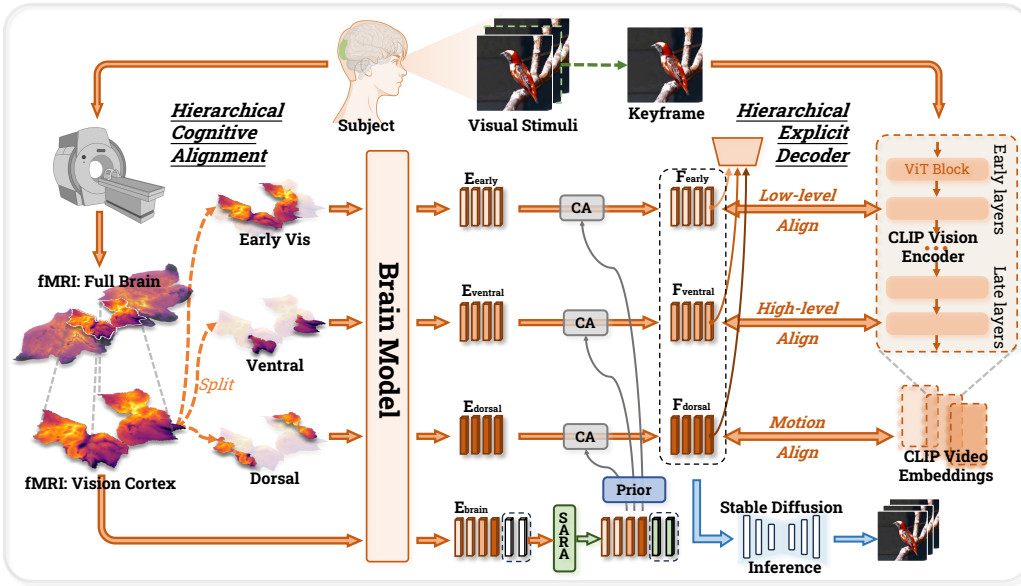 Subject
Visual Stimuli
Keyframe
Hierarchical
Cognitive
Alignment
Hierarchical
Explicit
Decoder
fMRI: Full Brain
Split
fMRI: Vision Cortex
Early Vis
Ventral
Dorsal
Brain Model
Eearly
Eventral
Edorsal
Ebrain
CA
CA
CA
SARA
Prior
Fearly
Fventral
Fdorsal
Low-level
Align
High-level
Align
Motion
Align
ViT Block
Early layers
CLIP Vision
Encoder
Late layers
CLIP Video
Embeddings
Stable Diffusion
Inference